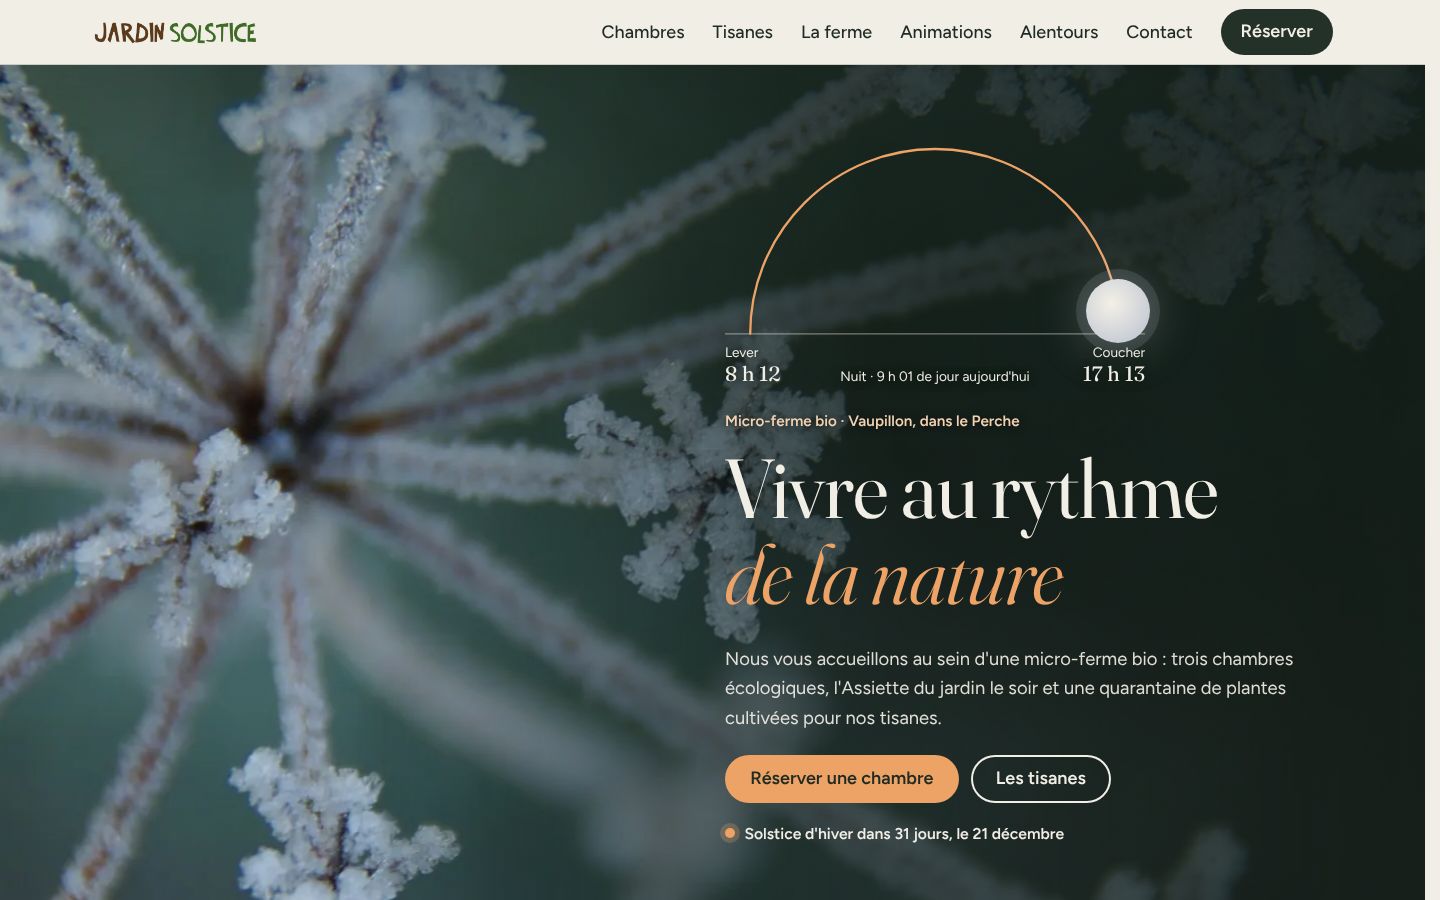 JARDIN SOLSTICE
Chambres
Tisanes
La ferme
Animations
Alentours
Contact
Réserver
Lever
8 h 12
Nuit · 9 h 01 de jour aujourd'hui
Coucher
17 h 13
Micro-ferme bio · Vaupillon, dans le Perche
Vivre au rythme
de la nature
Nous vous accueillons au sein d'une micro-ferme bio : trois chambres
écologiques, l'Assiette du jardin le soir et une quarantaine de plantes
cultivées pour nos tisanes.
Réserver une chambre
Les tisanes
Solstice d'hiver dans 31 jours, le 21 décembre